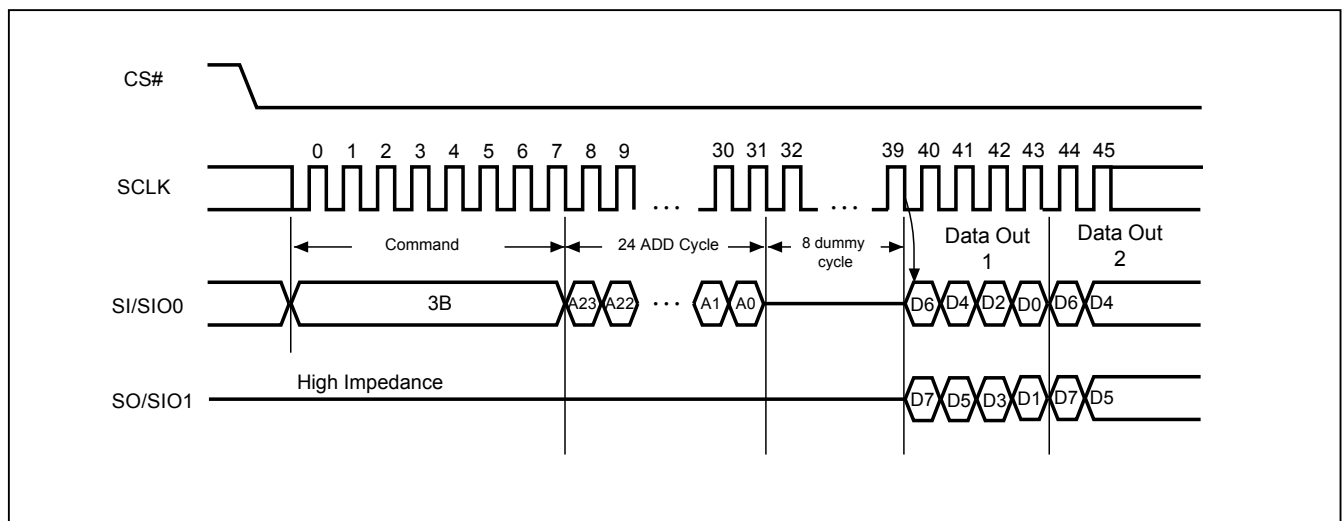 CS#
0 1 2 3 4 5 6 7 8 9 30 31 32 39 40 41 42 43 44 45
SCLK
... ...
Command 24 ADD Cycle 8 dummy cycle Data Out 1 Data Out 2
SI/SIO0 3B A23 A22 ... A1 A0 D6 D4 D2 D0 D6 D4
High Impedance
SO/SIO1 D7 D5 D3 D1 D7 D5